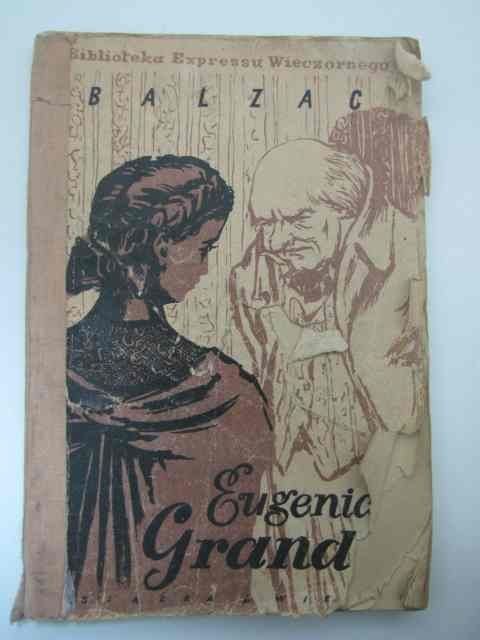 Biblioteka Expressu Wieczornego
BALZAC
Eugenia
Grand